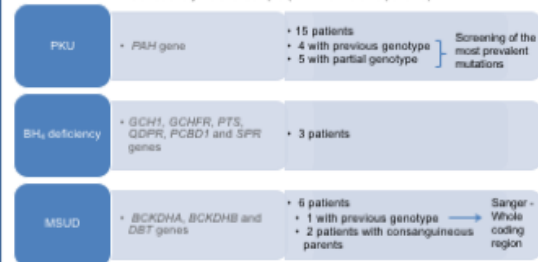 PKU
• PAH gene
• 15 patients
• 4 with previous genotype
• 5 with partial genotype
Screening of the
most prevalent
mutations
BH₄ deficiency
• GCH1, GCHFR, PTS,
QDPR, PCBD1 and SPR
genes
• 3 patients
MSUD
• BCKDHA, BCKDHB and
DBT genes
• 6 patients
• 1 with previous genotype
• 2 patients with consanguineous
parents
Sanger -
Whole
coding
region